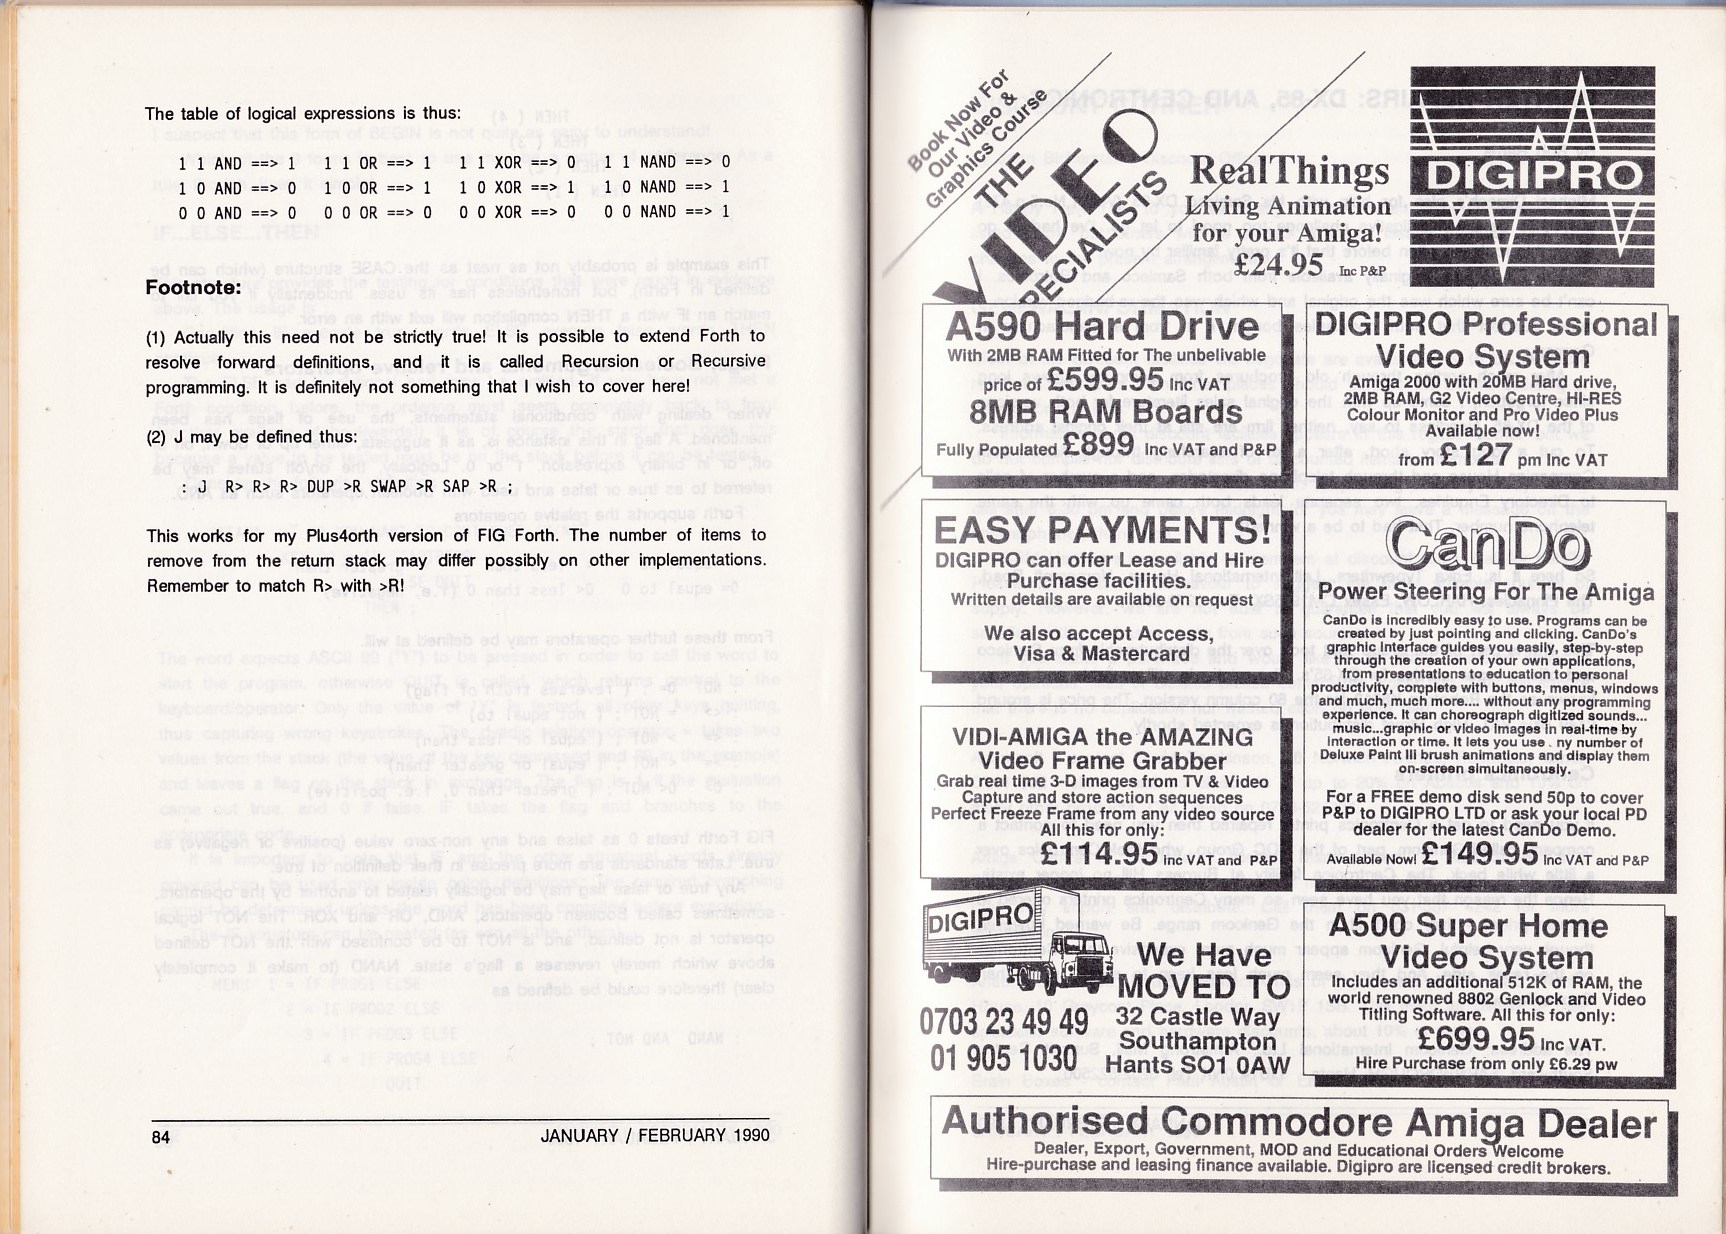 The table of logical expressions is thus:
1 1 AND ==> 1 1 1 OR ==> 1 1 1 XOR ==> 0 1 1 NAND ==> 0
1 0 AND ==> 0 1 0 OR ==> 1 1 0 XOR ==> 1 1 0 NAND ==> 1
0 0 AND ==> 0 0 0 OR ==> 0 0 0 XOR ==> 0 0 0 NAND ==> 1
Footnote:
(1) Actually this need not be strictly true! It is possible to extend Forth to
resolve forward definitions, and it is called Recursion or Recursive
programming. It is definitely not something that I wish to cover here!
(2) J may be defined thus:
: J R> R> R> DUP >R SWAP >R SAP >R ;
This works for my Plus4orth version of FIG Forth. The number of items to
remove from the return stack may differ possibly on other implementations.
Remember to match R> with >R!
84
JANUARY / FEBRUARY 1990
Book Now For
Our Video &
Graphics Course
THE
VIDEO
SPECIALISTS
RealThings
Living Animation
for your Amiga!
£24.95 Inc P&P
DIGIPRO
A590 Hard Drive
With 2MB RAM Fitted for The unbelivable
price of £599.95 Inc VAT
8MB RAM Boards
Fully Populated £899 Inc VAT and P&P
DIGIPRO Professional
Video System
Amiga 2000 with 20MB Hard drive,
2MB RAM, G2 Video Centre, HI-RES
Colour Monitor and Pro Video Plus
Available now!
from £127 pm Inc VAT
EASY PAYMENTS!
DIGIPRO can offer Lease and Hire
Purchase facilities.
Written details are available on request
We also accept Access,
Visa & Mastercard
CanDo
Power Steering For The Amiga
CanDo is incredibly easy to use. Programs can be
created by just pointing and clicking. CanDo's
graphic Interface guides you easily, step-by-step
through the creation of your own applications,
from presentations to education to personal
productivity, complete with buttons, menus, windows
and much, much more.... without any programming
experience. It can choreograph digitized sounds...
music...graphic or video images in real-time by
Interaction or time. It lets you use . ny number of
Deluxe Paint III brush animations and display them
on-screen simultaneously.
For a FREE demo disk send 50p to cover
P&P to DIGIPRO LTD or ask your local PD
dealer for the latest CanDo Demo.
Available Now! £149.95 Inc VAT and P&P
VIDI-AMIGA the AMAZING
Video Frame Grabber
Grab real time 3-D images from TV & Video
Capture and store action sequences
Perfect Freeze Frame from any video source
All this for only:
£114.95 Inc VAT and P&P
DIGIPRO
We Have
MOVED TO
32 Castle Way
Southampton
Hants SO1 0AW
0703 23 49 49
01 905 1030
A500 Super Home
Video System
Includes an additional 512K of RAM, the
world renowned 8802 Genlock and Video
Titling Software. All this for only:
£699.95 Inc VAT.
Hire Purchase from only £6.29 pw
Authorised Commodore Amiga Dealer
Dealer, Export, Government, MOD and Educational Orders Welcome
Hire-purchase and leasing finance available. Digipro are licensed credit brokers.